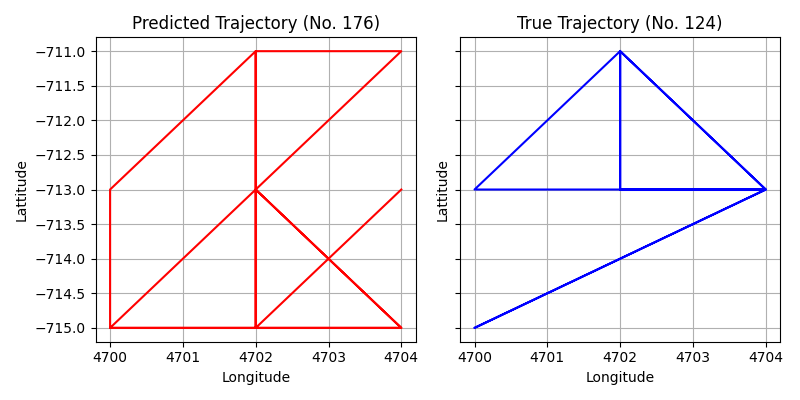 Predicted Trajectory (No. 176)
True Trajectory (No. 124)
−711.0
−711.5
−712.0
−712.5
−713.0
−713.5
−714.0
−714.5
−715.0
Lattitude
Lattitude
4700 4701 4702 4703 4704
4700 4701 4702 4703 4704
Longitude
Longitude